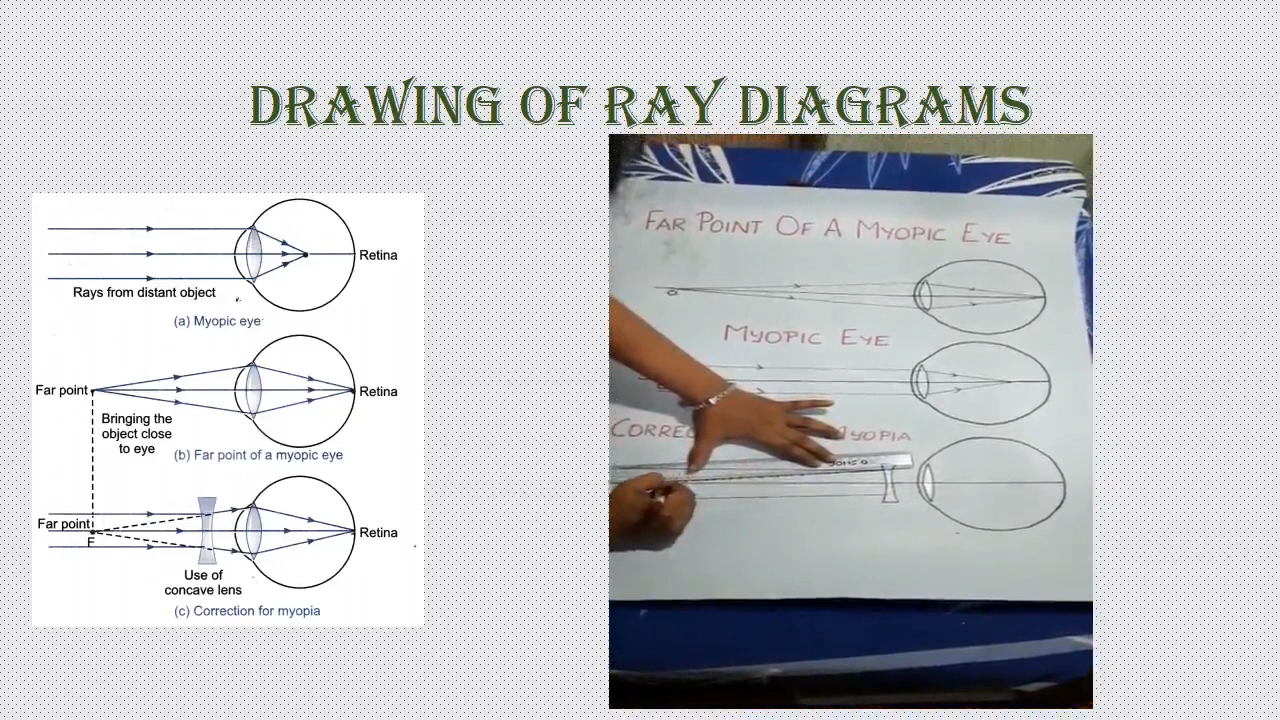 DRAWING OF RAY DIAGRAMS
Retina
Rays from distant object
(a) Myopic eye
Far point
Retina
Bringing the
object close
to eye
(b) Far point of a myopic eye
Far point
F
Retina
Use of
concave lens
(c) Correction for myopia
FAR POINT OF A MYOPIC EYE
O
MYOPIC EYE
CORREC
MYOPIA